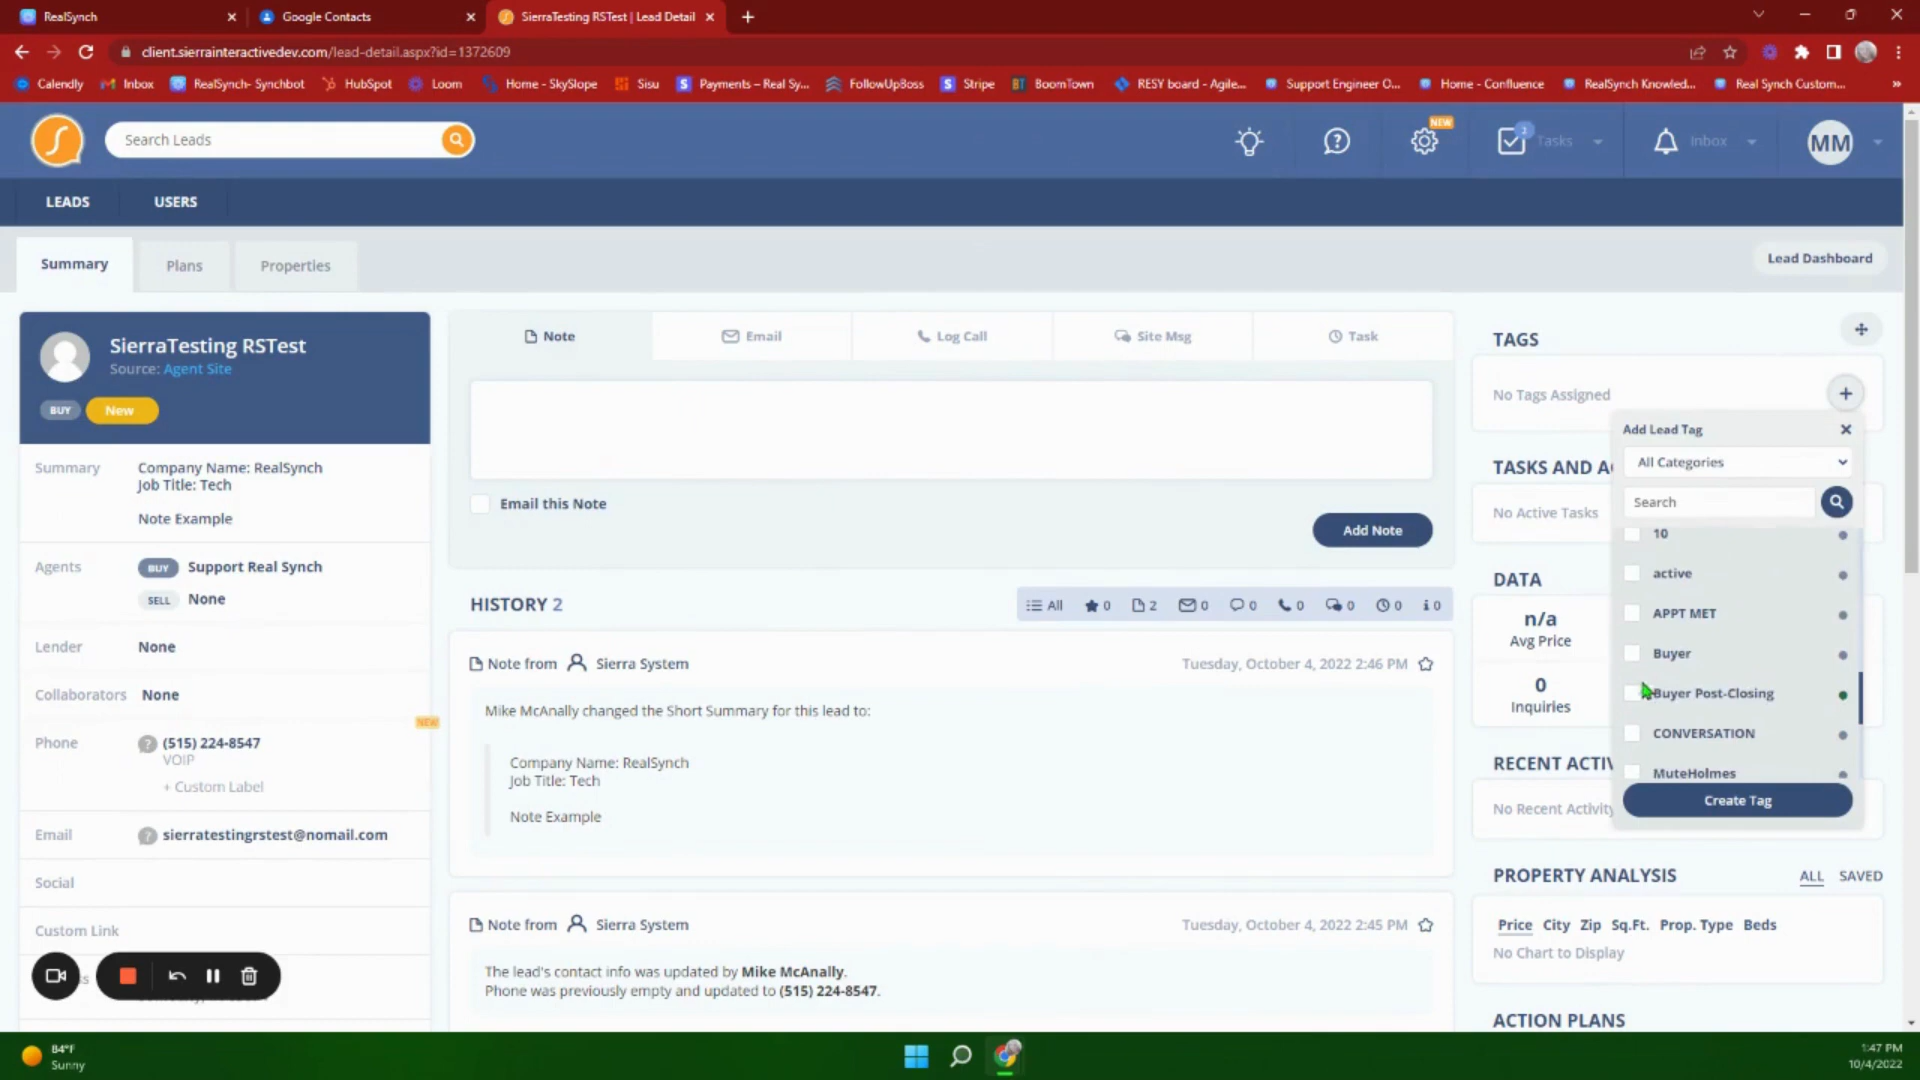 RealSynch
Google Contacts
SierraTesting RSTest | Lead Detail
client.sierrainteractivedev.com/lead-detail.aspx?id=1372609
Calendly
Inbox
RealSynch- Synchbot
HubSpot
Loom
Home - SkySlope
Sisu
Payments – Real Sy...
FollowUpBoss
Stripe
BoomTown
RESY board - Agile...
Support Engineer O...
Home - Confluence
RealSynch Knowled...
Real Synch Custom...
»
Search Leads
NEW
Tasks
Inbox
MM
LEADS
USERS
Summary
Plans
Properties
Lead Dashboard
SierraTesting RSTest
Source: Agent Site
BUY
New
Summary
Company Name: RealSynch
Job Title: Tech
Note Example
Agents
BUY Support Real Synch
SELL None
Lender
None
Collaborators
None
NEW
Phone
(515) 224-8547
VOIP
+ Custom Label
Email
sierratestingrstest@nomail.com
Social
Custom Link
Note
Email
Log Call
Site Msg
Task
Email this Note
Add Note
HISTORY 2
All
0
2
0
0
0
0
0
0
Note from Sierra System
Tuesday, October 4, 2022 2:46 PM
Mike McAnally changed the Short Summary for this lead to:
Company Name: RealSynch
Job Title: Tech
Note Example
Note from Sierra System
Tuesday, October 4, 2022 2:45 PM
The lead's contact info was updated by Mike McAnally.
Phone was previously empty and updated to (515) 224-8547.
TAGS
No Tags Assigned
Add Lead Tag
All Categories
Search
10
active
APPT MET
Buyer
Buyer Post-Closing
CONVERSATION
MuteHolmes
Create Tag
TASKS AND A
No Active Tasks
DATA
n/a
Avg Price
0
Inquiries
RECENT ACTIV
No Recent Activity
PROPERTY ANALYSIS
ALL SAVED
Price City Zip Sq.Ft. Prop. Type Beds
No Chart to Display
ACTION PLANS
84°F
Sunny
1:47 PM
10/4/2022